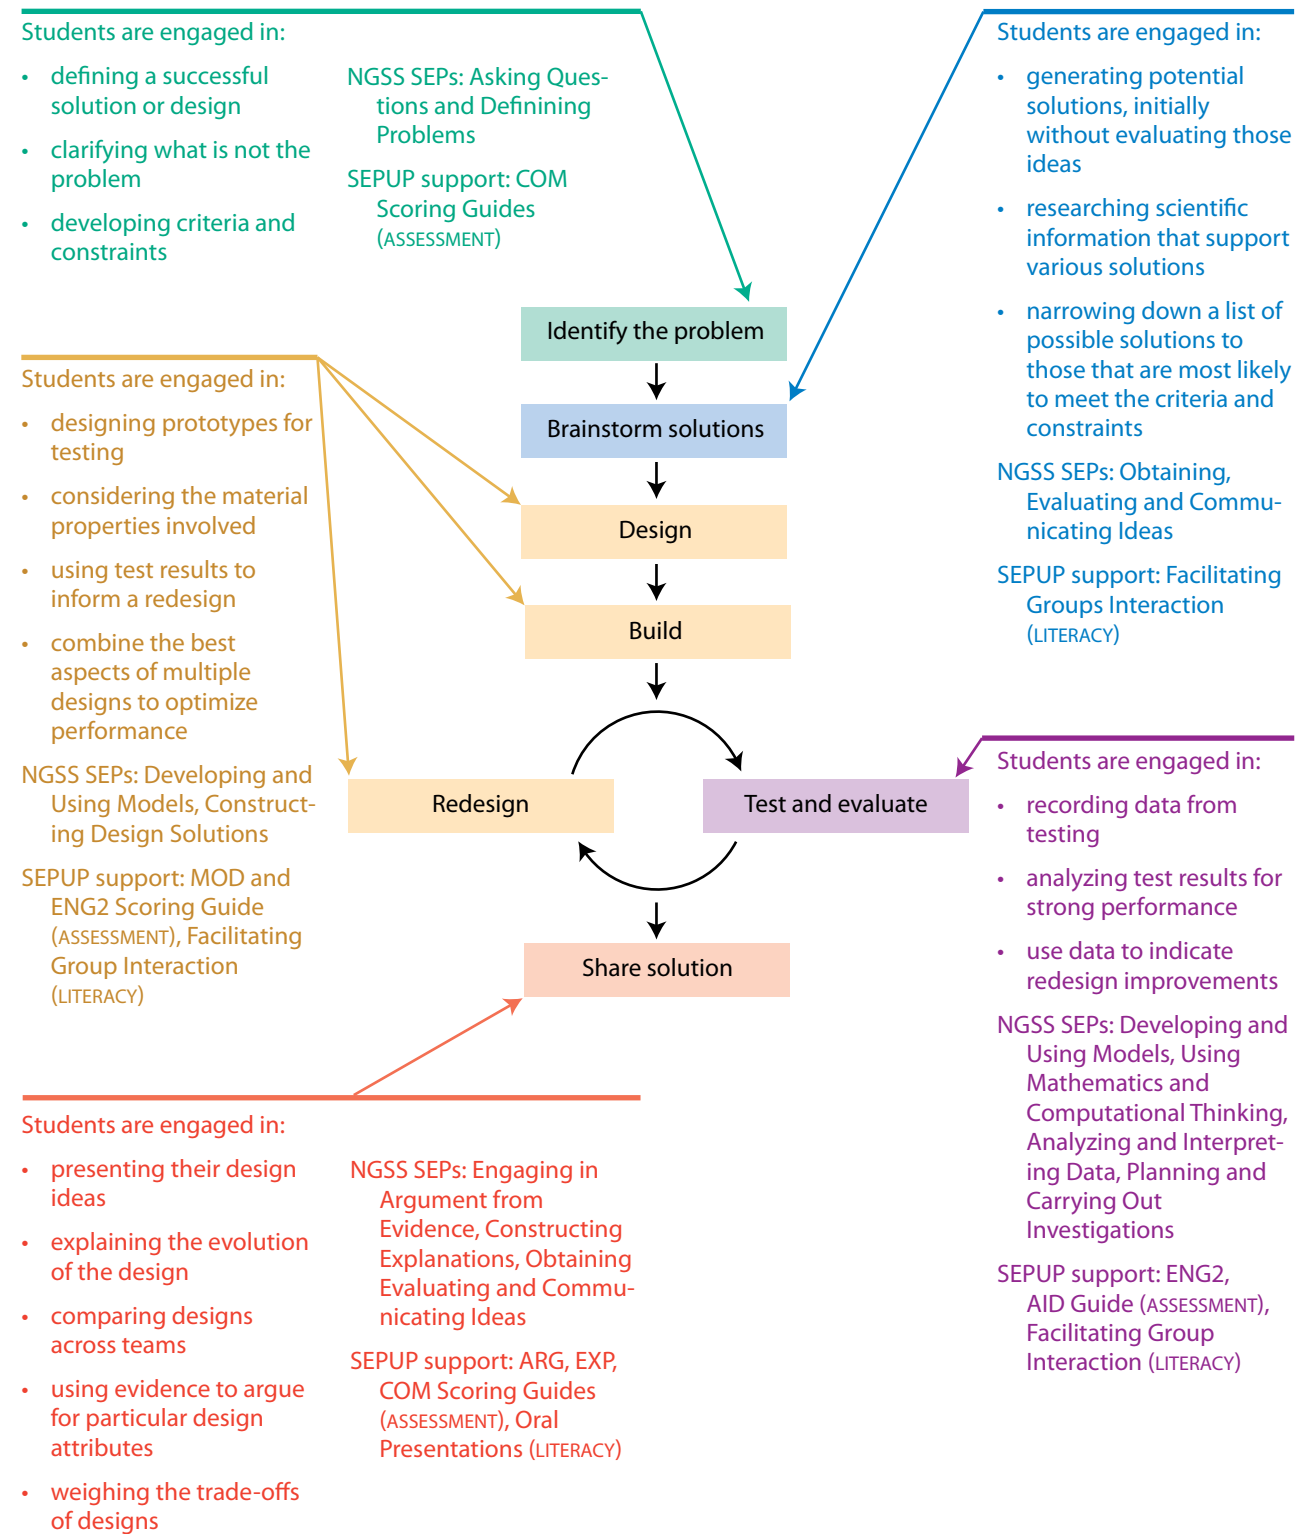 Students are engaged in:
• defining a successful
solution or design
• clarifying what is not the
problem
• developing criteria and
constraints
NGSS SEPs: Asking Ques-
tions and Definining
Problems
SEPUP support: COM
Scoring Guides
(ASSESSMENT)
Students are engaged in:
• generating potential
solutions, initially
without evaluating those
ideas
• researching scientific
information that support
various solutions
• narrowing down a list of
possible solutions to
those that are most likely
to meet the criteria and
constraints
NGSS SEPs: Obtaining,
Evaluating and Commu-
nicating Ideas
SEPUP support: Facilitating
Groups Interaction
(LITERACY)
Identify the problem
Brainstorm solutions
Design
Build
Redesign
Test and evaluate
Share solution
Students are engaged in:
• designing prototypes for
testing
• considering the material
properties involved
• using test results to
inform a redesign
• combine the best
aspects of multiple
designs to optimize
performance
NGSS SEPs: Developing and
Using Models, Construct-
ing Design Solutions
SEPUP support: MOD and
ENG2 Scoring Guide
(ASSESSMENT), Facilitating
Group Interaction
(LITERACY)
Students are engaged in:
• recording data from
testing
• analyzing test results for
strong performance
• use data to indicate
redesign improvements
NGSS SEPs: Developing and
Using Models, Using
Mathematics and
Computational Thinking,
Analyzing and Interpret-
ing Data, Planning and
Carrying Out
Investigations
SEPUP support: ENG2,
AID Guide (ASSESSMENT),
Facilitating Group
Interaction (LITERACY)
Students are engaged in:
• presenting their design
ideas
• explaining the evolution
of the design
• comparing designs
across teams
• using evidence to argue
for particular design
attributes
• weighing the trade-offs
of designs
NGSS SEPs: Engaging in
Argument from
Evidence, Constructing
Explanations, Obtaining
Evaluating and Commu-
nicating Ideas
SEPUP support: ARG, EXP,
COM Scoring Guides
(ASSESSMENT), Oral
Presentations (LITERACY)